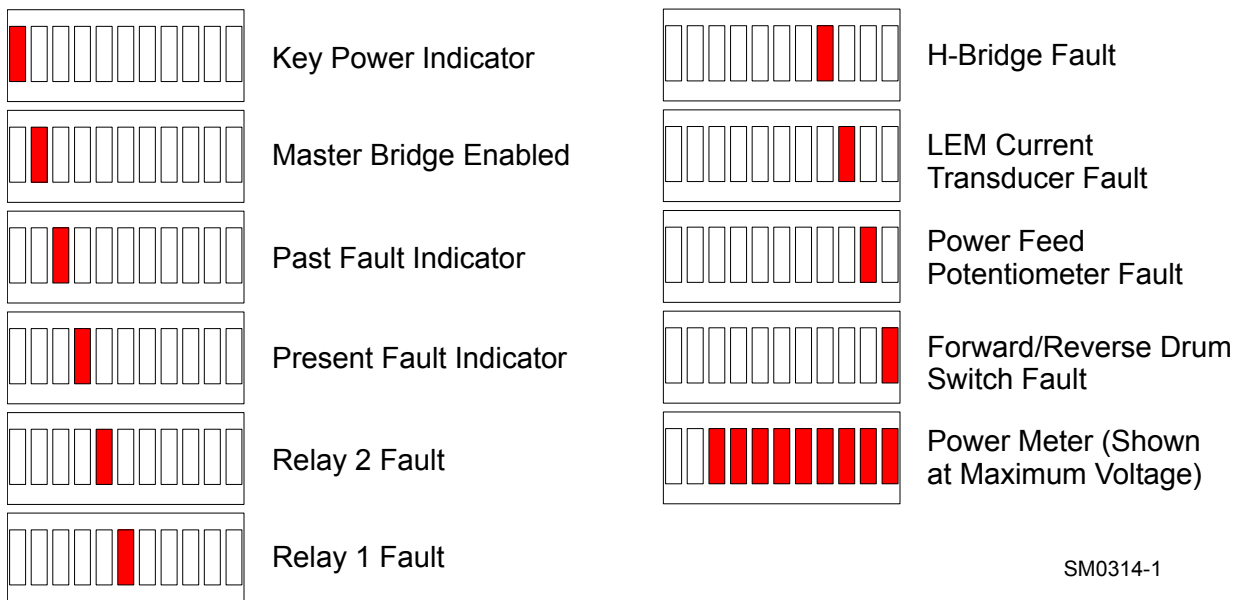 Key Power Indicator
Master Bridge Enabled
Past Fault Indicator
Present Fault Indicator
Relay 2 Fault
Relay 1 Fault
H-Bridge Fault
LEM Current
Transducer Fault
Power Feed
Potentiometer Fault
Forward/Reverse Drum
Switch Fault
Power Meter (Shown
at Maximum Voltage)
SM0314-1